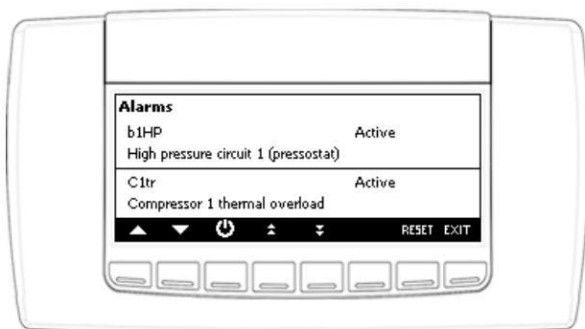 Alarms
b1HP Active
High pressure circuit 1 (pressostat)
C1tr Active
Compressor 1 thermal overload
RESET EXIT